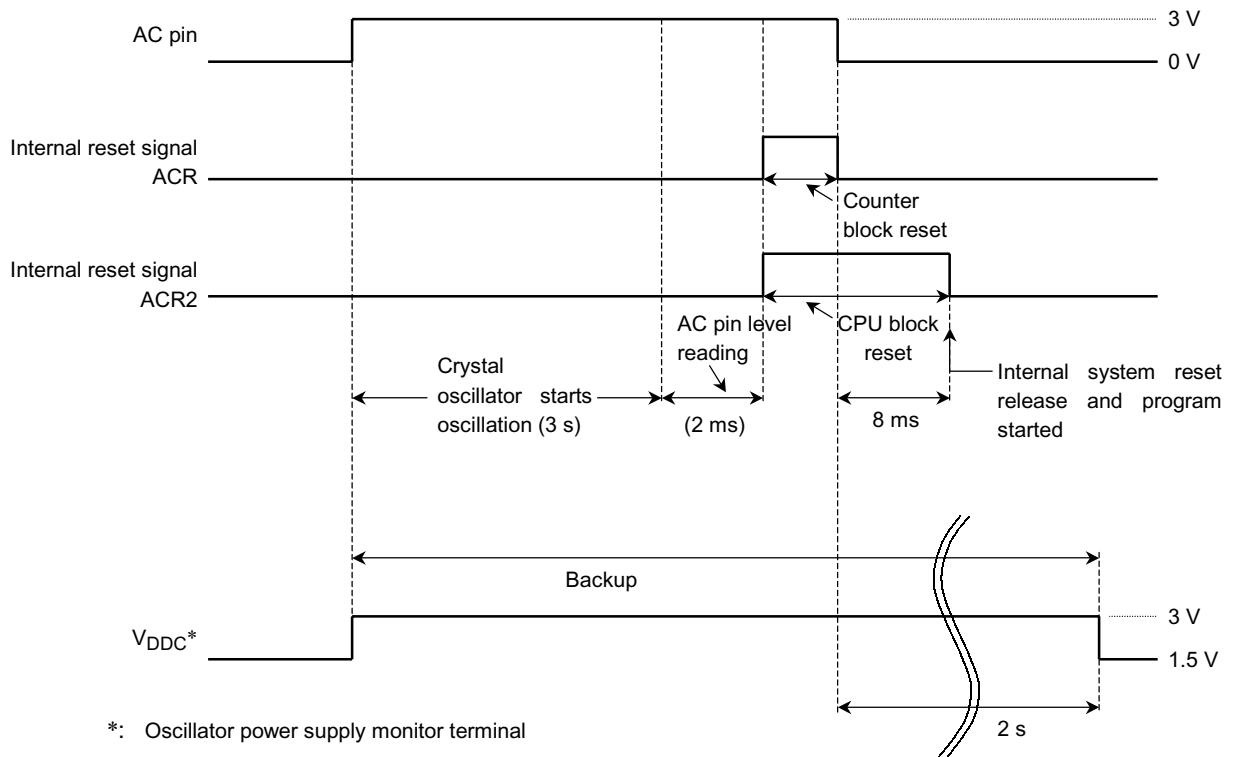 AC pin
3 V
0 V
Internal reset signal
ACR
Counter
block reset
Internal reset signal
ACR2
AC pin level
reading
CPU block
reset
Crystal
oscillator starts
oscillation (3 s)
(2 ms)
8 ms
Internal system reset
release and program
started
Backup
VDDC*
3 V
1.5 V
2 s
*: Oscillator power supply monitor terminal